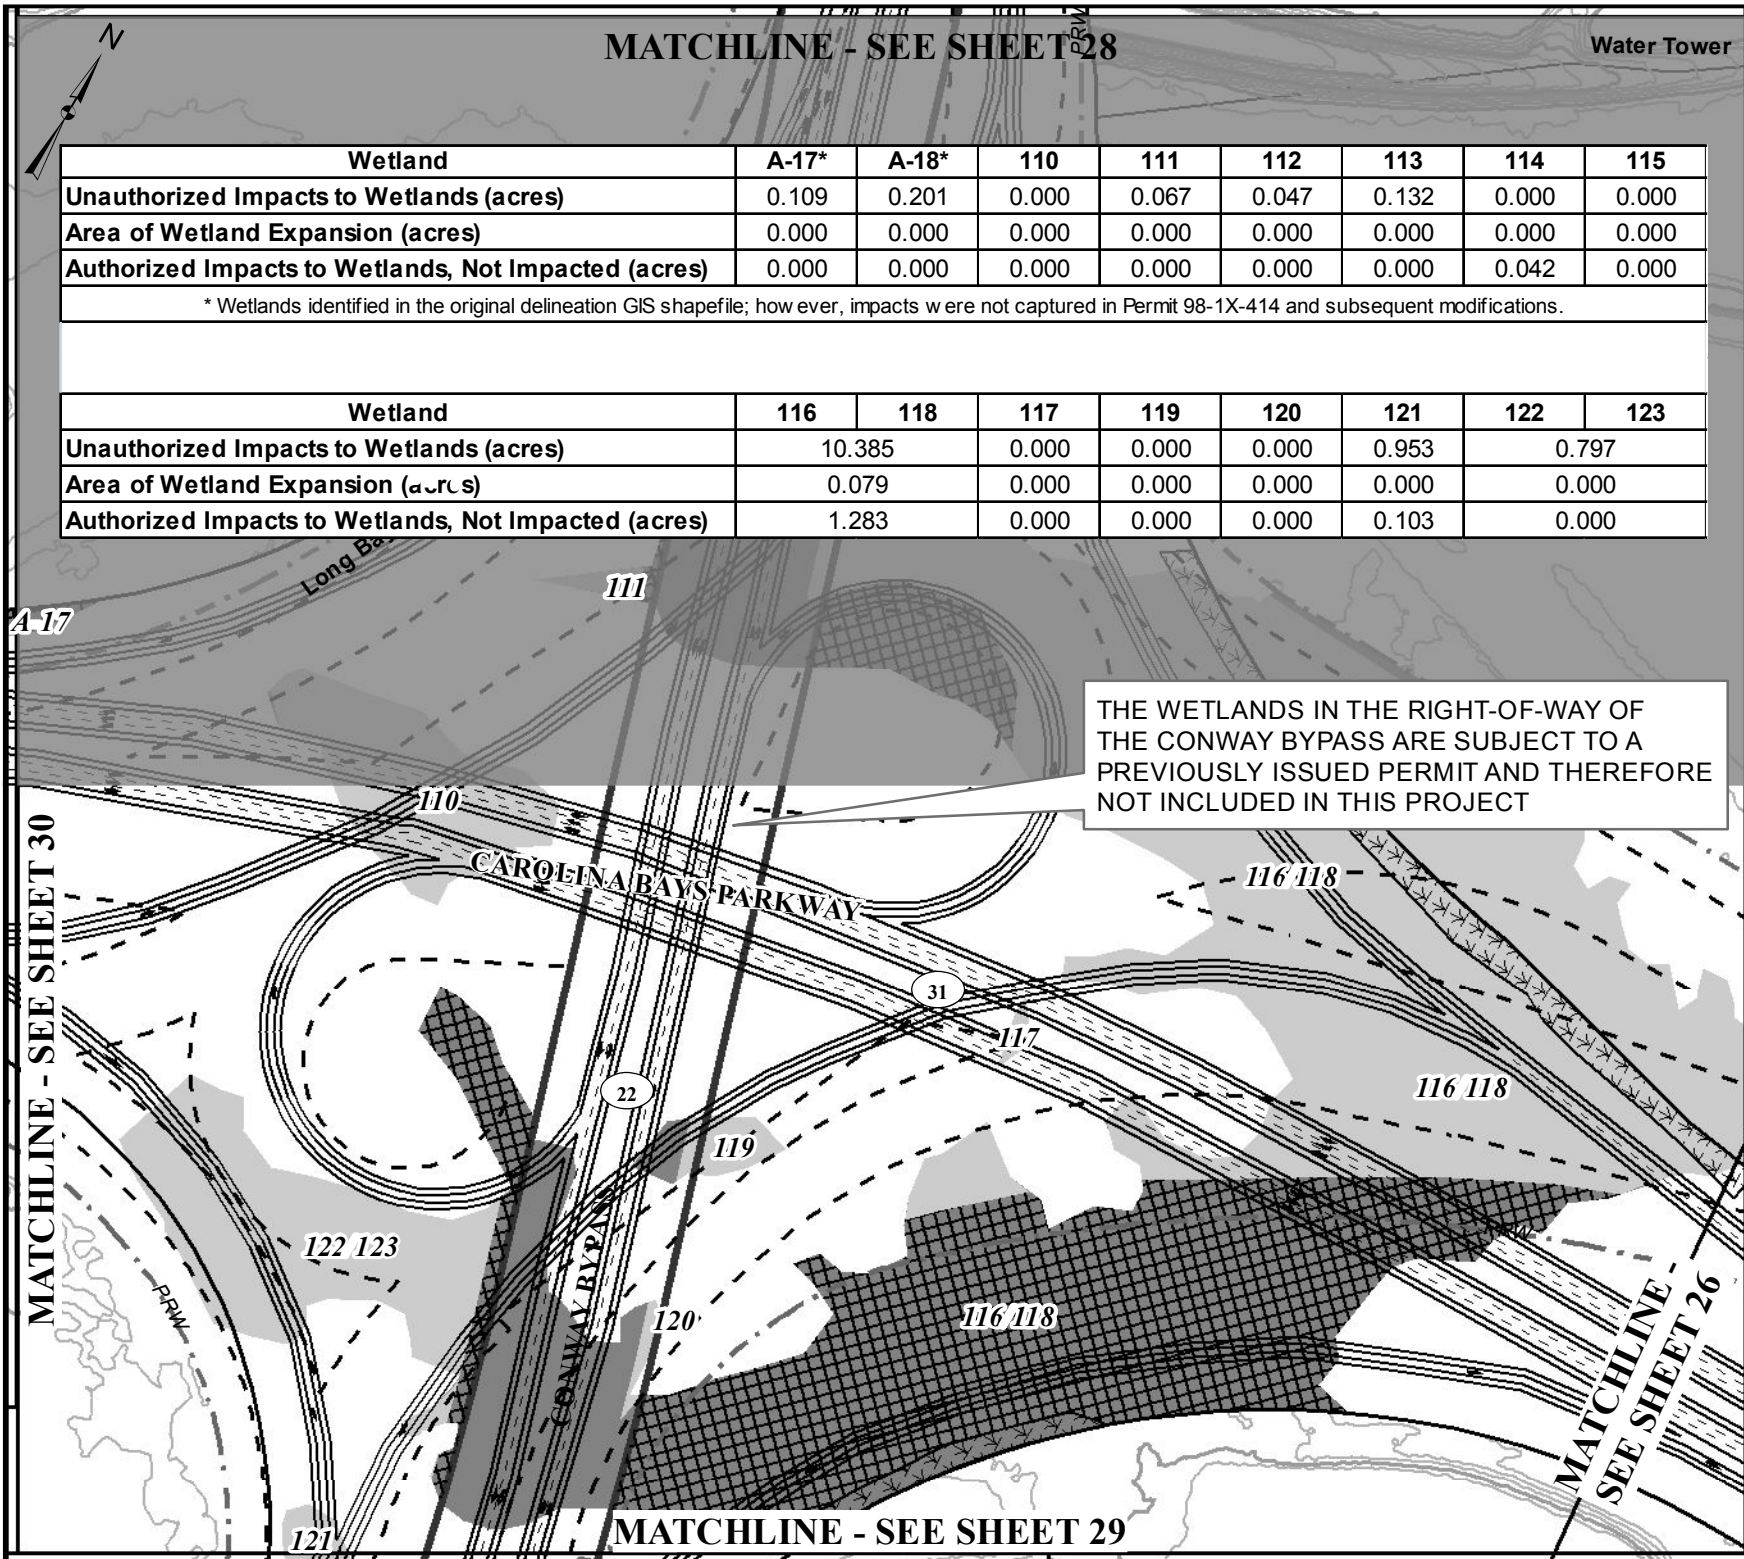 N
MATCHLINE - SEE SHEET 28
PRW
Water Tower
Wetland A-17* A-18* 110 111 112 113 114 115
Unauthorized Impacts to Wetlands (acres) 0.109 0.201 0.000 0.067 0.047 0.132 0.000 0.000
Area of Wetland Expansion (acres) 0.000 0.000 0.000 0.000 0.000 0.000 0.000 0.000
Authorized Impacts to Wetlands, Not Impacted (acres) 0.000 0.000 0.000 0.000 0.000 0.000 0.042 0.000
* Wetlands identified in the original delineation GIS shapefile; however, impacts were not captured in Permit 98-1X-414 and subsequent modifications.
Wetland 116 118 117 119 120 121 122 123
Unauthorized Impacts to Wetlands (acres) 10.385 0.000 0.000 0.000 0.953 0.797
Area of Wetland Expansion (acres) 0.079 0.000 0.000 0.000 0.000 0.000
Authorized Impacts to Wetlands, Not Impacted (acres) 1.283 0.000 0.000 0.000 0.103 0.000
Long
111
A-17
THE WETLANDS IN THE RIGHT-OF-WAY OF
THE CONWAY BYPASS ARE SUBJECT TO A
PREVIOUSLY ISSUED PERMIT AND THEREFORE
NOT INCLUDED IN THIS PROJECT
110
MATCHLINE - SEE SHEET 30
CAROLINA BAYS PARKWAY
116/118
31
117
22
116/118
119
122/123
CONWAY BYPASS
PRW
120
116/118
MATCHLINE -
SEE SHEET 26
121
MATCHLINE - SEE SHEET 29